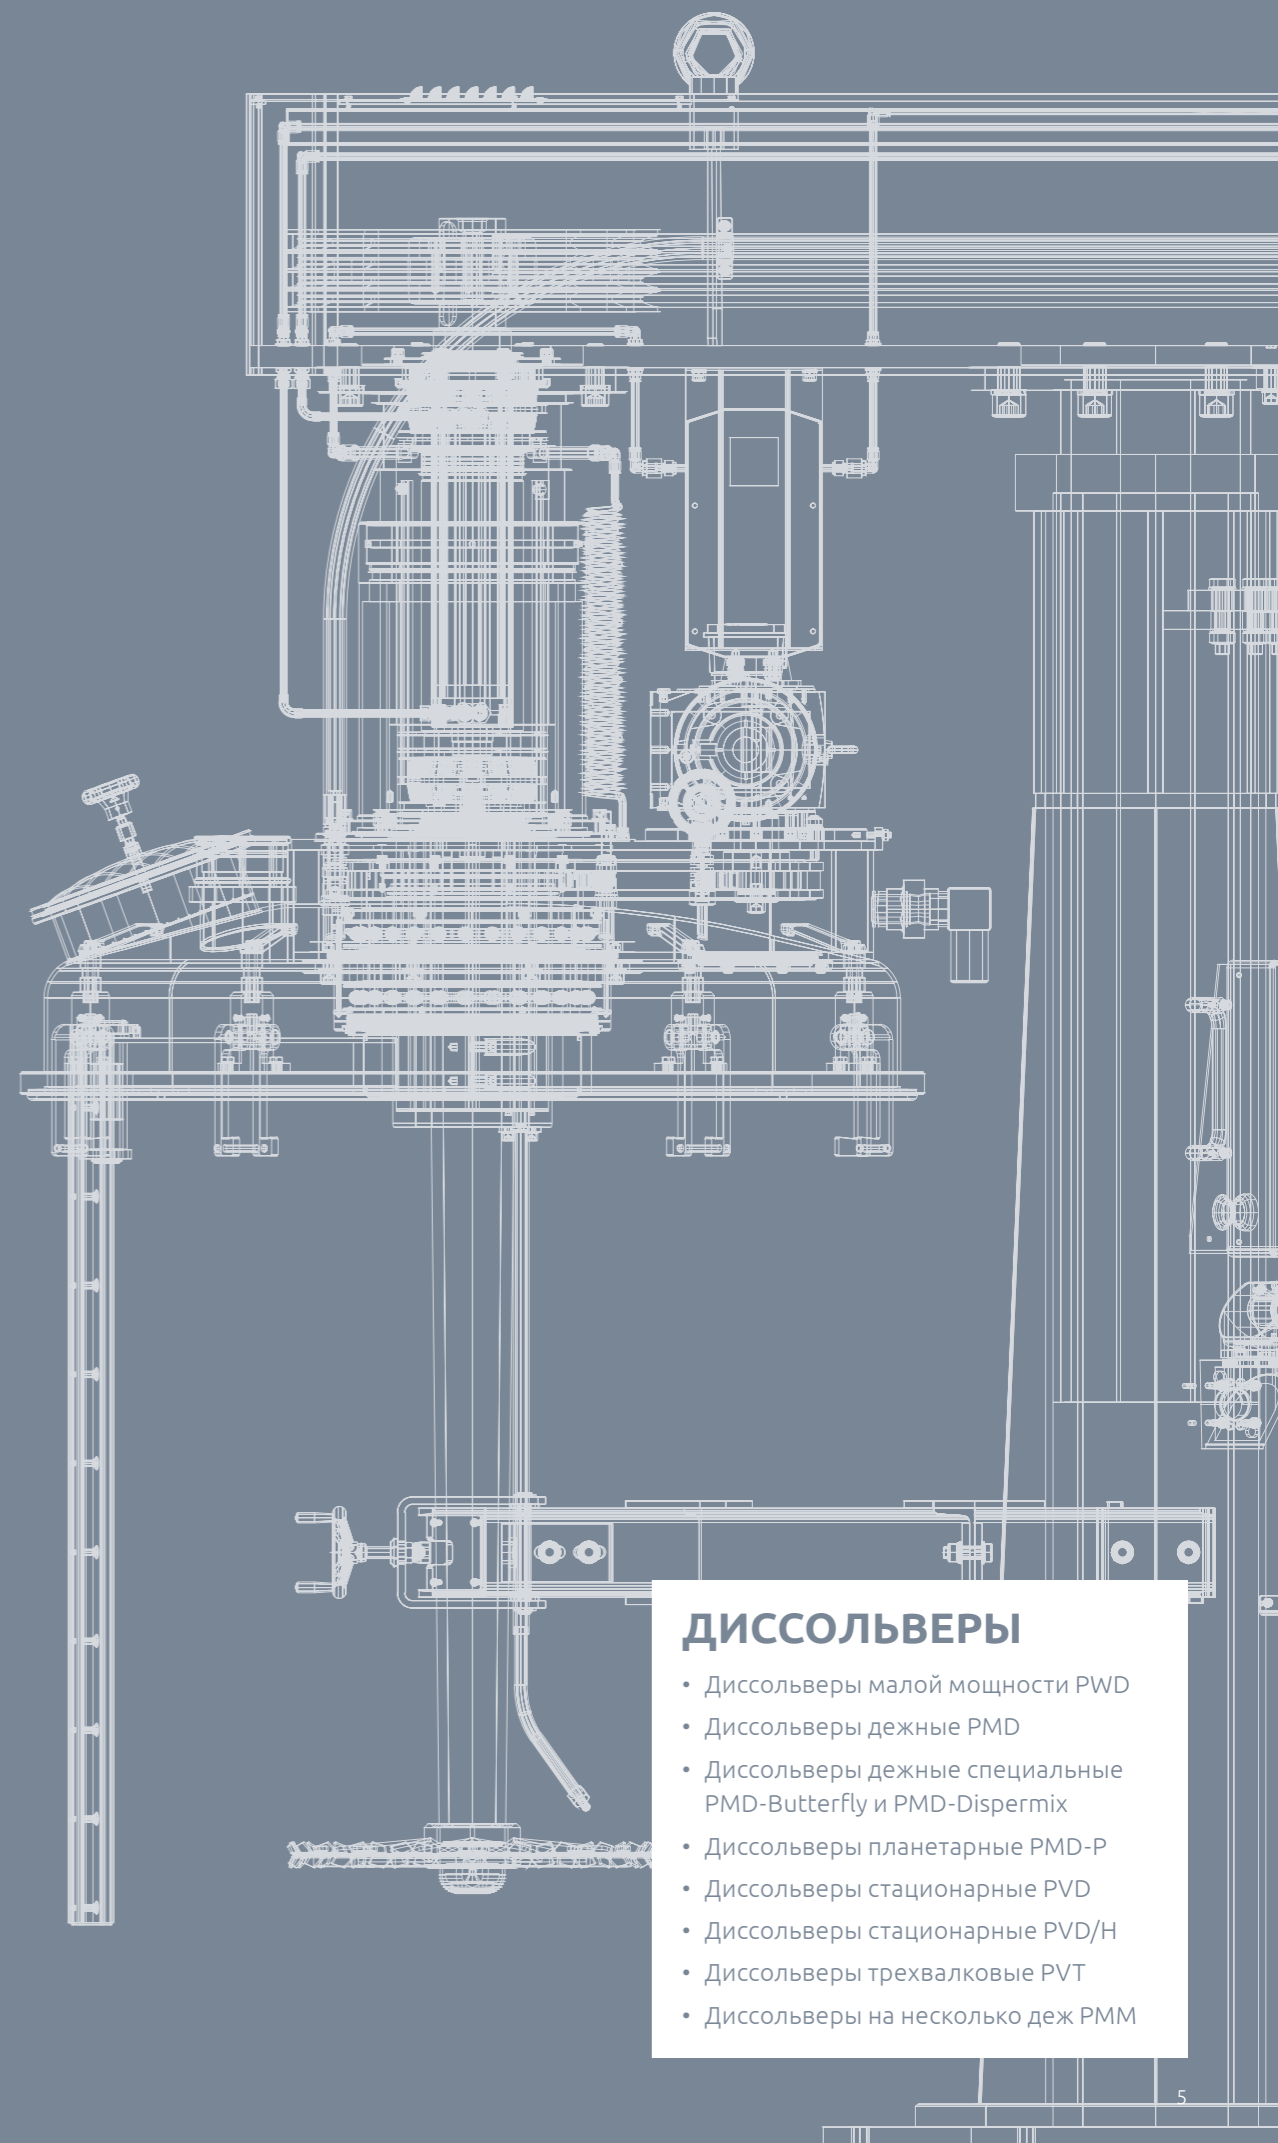 ДИССОЛЬВЕРЫ
• Диссольверы малой мощности PWD
• Диссольверы дежные PMD
• Диссольверы дежные специальные
PMD-Butterfly и PMD-Dispermix
• Диссольверы планетарные PMD-P
• Диссольверы стационарные PVD
• Диссольверы стационарные PVD/H
• Диссольверы трехвалковые PVT
• Диссольверы на несколько деж PMM
5